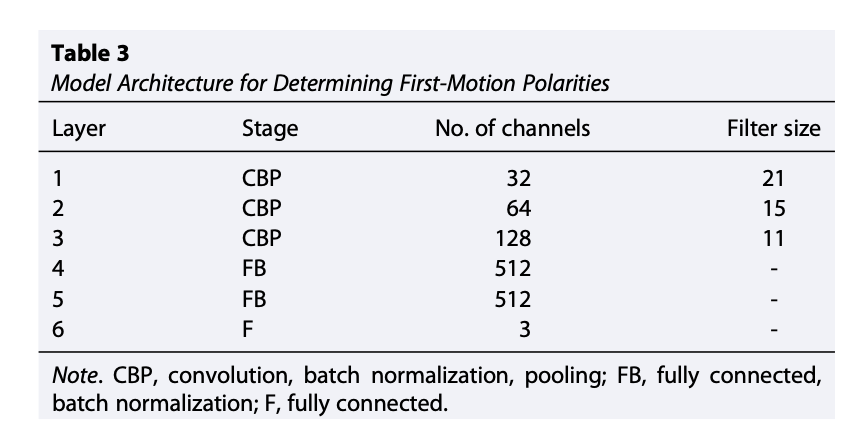 Table 3
Model Architecture for Determining First-Motion Polarities
Layer Stage No. of channels Filter size
1 CBP 32 21
2 CBP 64 15
3 CBP 128 11
4 FB 512 -
5 FB 512 -
6 F 3 -
Note. CBP, convolution, batch normalization, pooling; FB, fully connected,
batch normalization; F, fully connected.